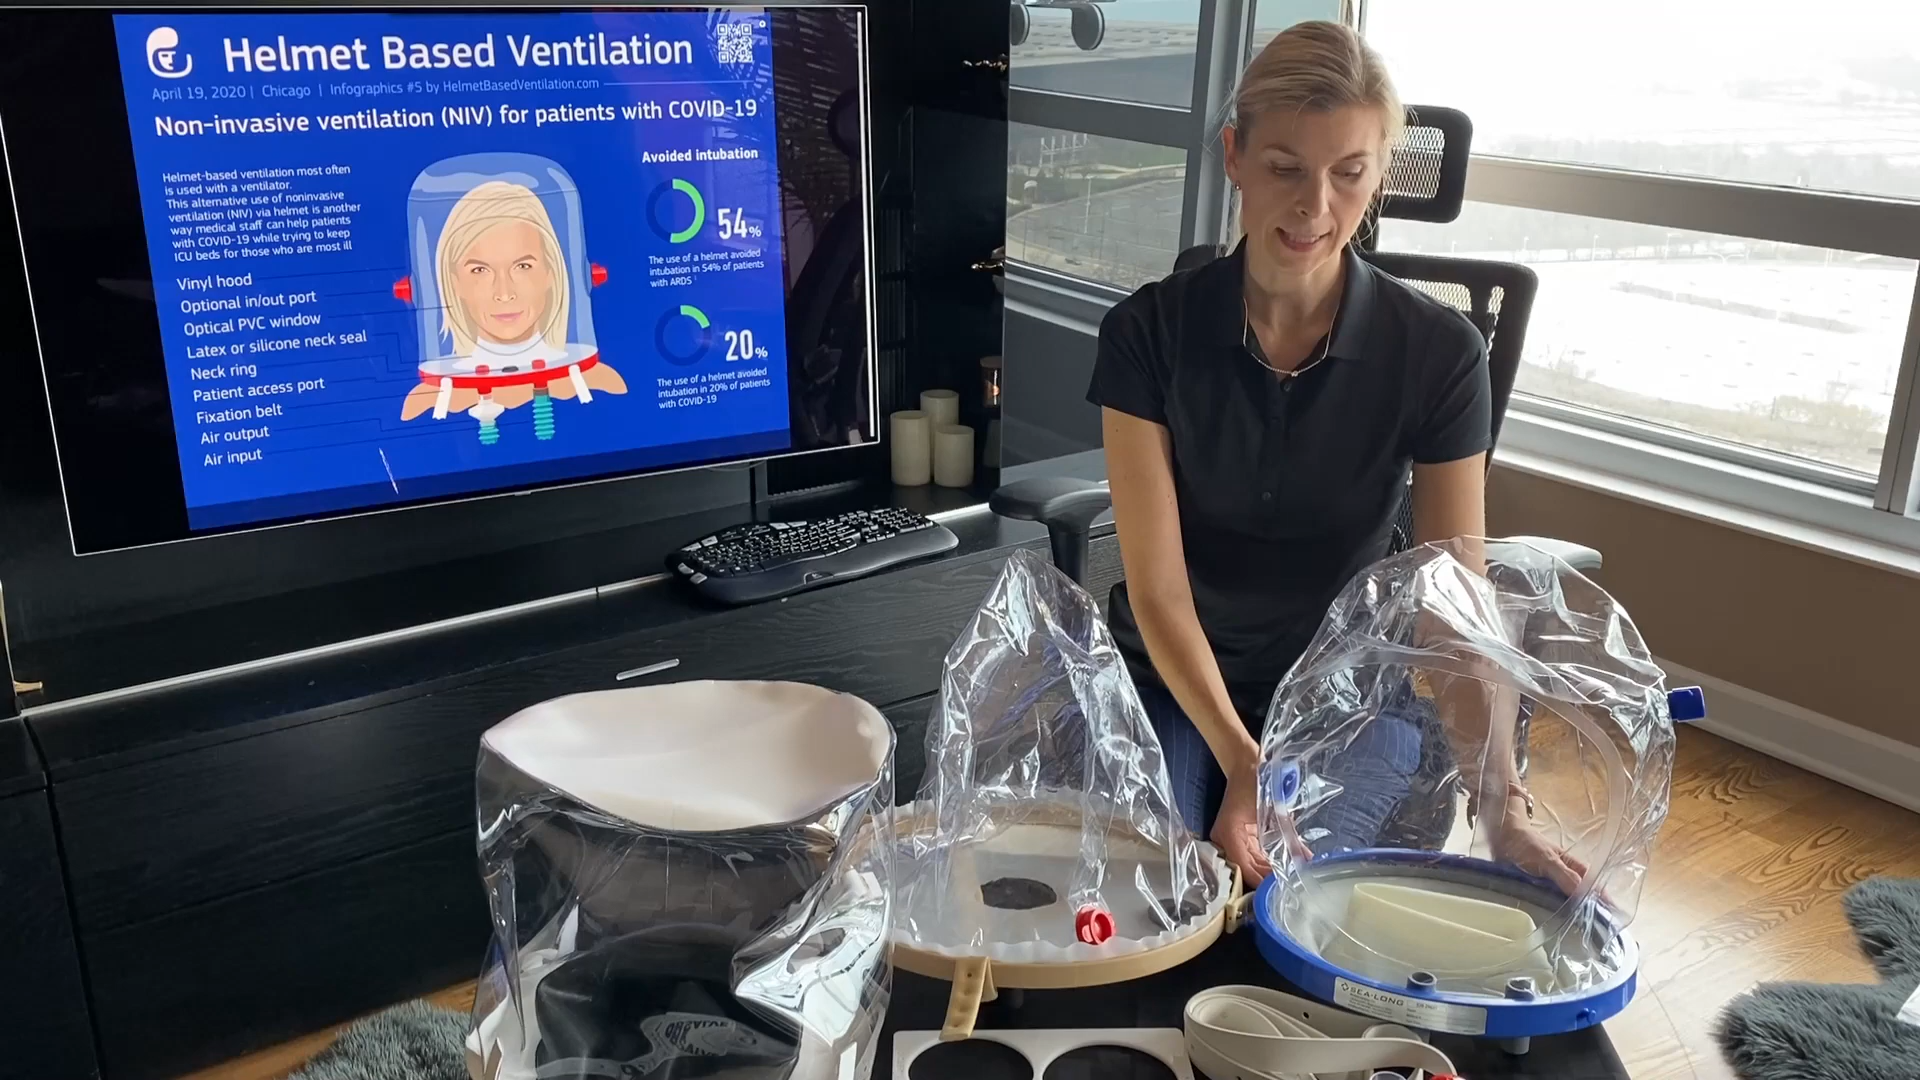 Helmet Based Ventilation
April 19, 2020 | Chicago | Infographics #5 by HelmetBasedVentilation.com
Non-invasive ventilation (NIV) for patients with COVID-19
Helmet-based ventilation most often
is used with a ventilator.
This alternative use of noninvasive
ventilation (NIV) via helmet is another
way medical staff can help patients
with COVID-19 while trying to keep
ICU beds for those who are most ill
Vinyl hood
Optional in/out port
Optical PVC window
Latex or silicone neck seal
Neck ring
Patient access port
Fixation belt
Air output
Air input
Avoided intubation
54%
The use of a helmet avoided
intubation in 54% of patients
with ARDS
20%
The use of a helmet avoided
intubation in 20% of patients
with COVID-19
SEA-LONG